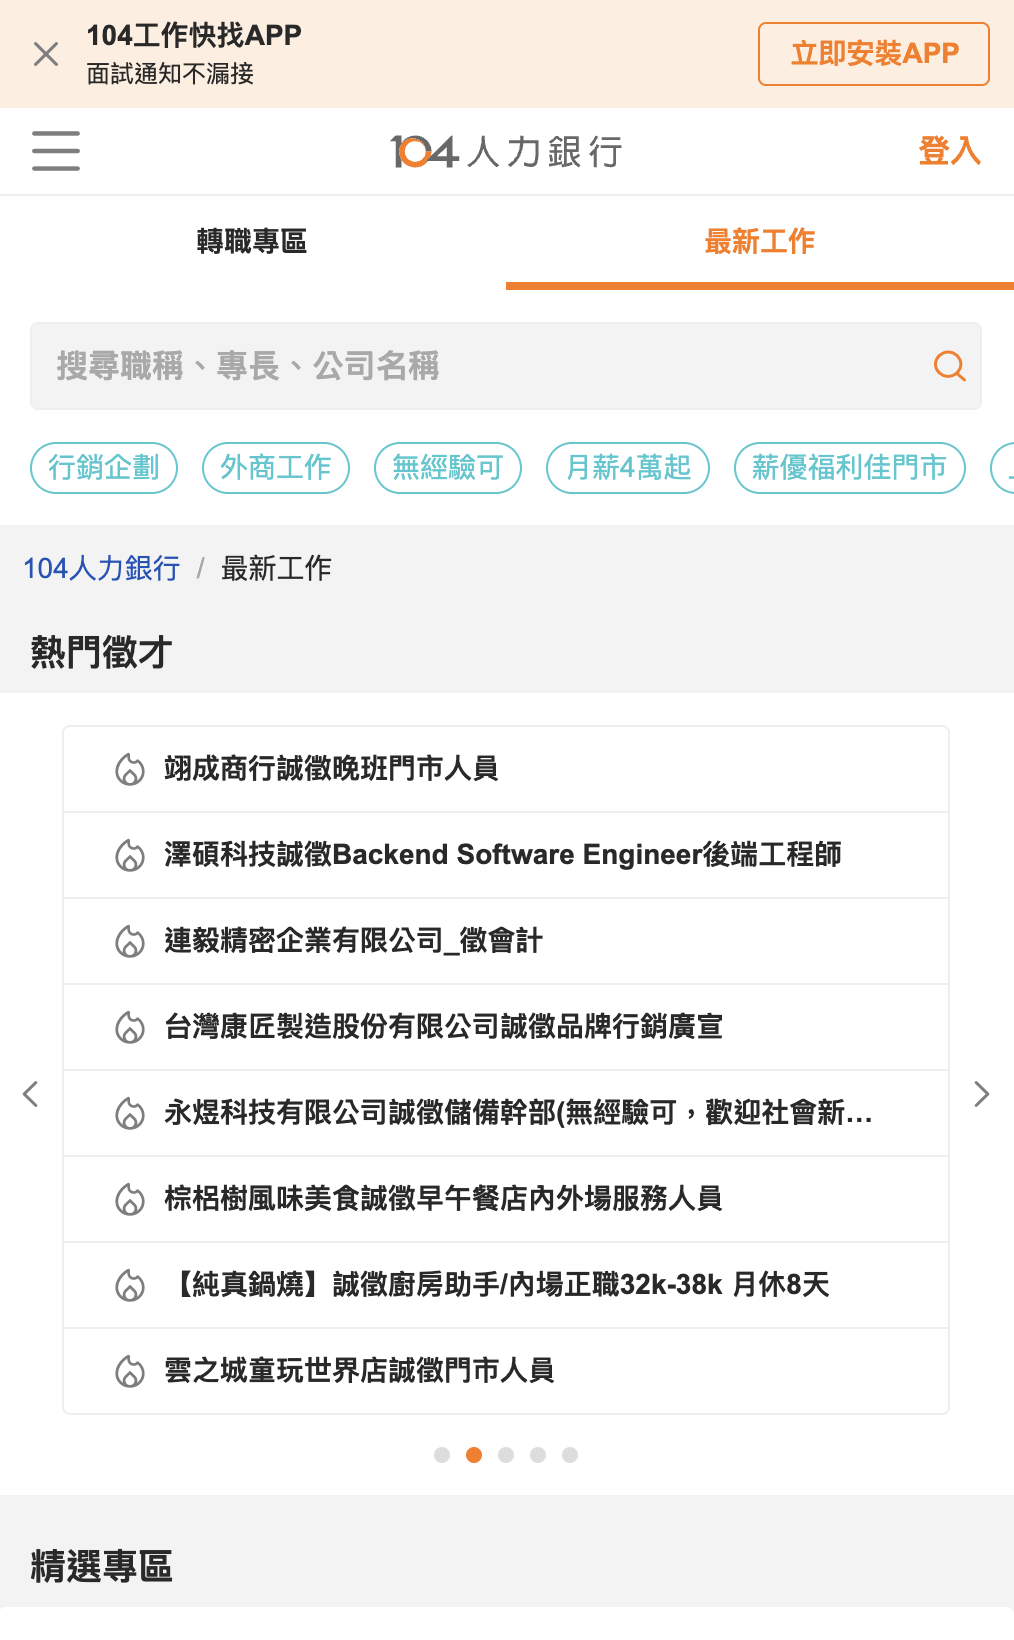 104工作快找APP
面試通知不漏接
立即安裝APP
104人力銀行
登入
轉職專區
最新工作
搜尋職稱、專長、公司名稱
行銷企劃
外商工作
無經驗可
月薪4萬起
薪優福利佳門市
104人力銀行 / 最新工作
熱門徵才
翊成商行誠徵晚班門市人員
澤碩科技誠徵Backend Software Engineer後端工程師
連毅精密企業有限公司_徵會計
台灣康匠製造股份有限公司誠徵品牌行銷廣宣
永煜科技有限公司誠徵儲備幹部(無經驗可，歡迎社會新...
棕梠樹風味美食誠徵早午餐店內外場服務人員
【純真鍋燒】誠徵廚房助手/內場正職32k-38k 月休8天
雲之城童玩世界店誠徵門市人員
精選專區